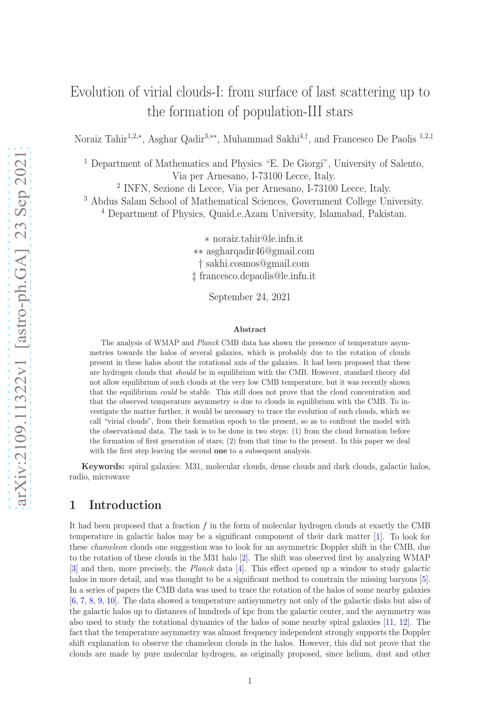 Evolution of virial clouds-I: from surface of last scattering up to
the formation of population-III stars
Noraiz Tahir1,2,∗, Asghar Qadir3,∗∗, Muhammad Sakhi4,†, and Francesco De Paolis 1,2,‡
1 Department of Mathematics and Physics “E. De Giorgi”, University of Salento,
Via per Arnesano, I-73100 Lecce, Italy.
2 INFN, Sezione di Lecce, Via per Arnesano, I-73100 Lecce, Italy.
3 Abdus Salam School of Mathematical Sciences, Government College University.
4 Department of Physics, Quaid.e.Azam University, Islamabad, Pakistan.
∗ noraiz.tahir@le.infn.it
∗∗ asgharqadir46@gmail.com
† sakhi.cosmos@gmail.com
‡ francesco.depaolis@le.infn.it
September 24, 2021
Abstract
The analysis of WMAP and Planck CMB data has shown the presence of temperature asym-
metries towards the halos of several galaxies, which is probably due to the rotation of clouds
present in these halos about the rotational axis of the galaxies. It had been proposed that these
are hydrogen clouds that should be in equilibrium with the CMB. However, standard theory did
not allow equilibrium of such clouds at the very low CMB temperature, but it was recently shown
that the equilibrium could be stable. This still does not prove that the cloud concentration and
that the observed temperature asymmetry is due to clouds in equilibrium with the CMB. To in-
vestigate the matter further, it would be necessary to trace the evolution of such clouds, which we
call “virial clouds”, from their formation epoch to the present, so as to confront the model with
the observational data. The task is to be done in two steps: (1) from the cloud formation before
the formation of first generation of stars; (2) from that time to the present. In this paper we deal
with the first step leaving the second one to a subsequent analysis.
Keywords: spiral galaxies: M31, molecular clouds, dense clouds and dark clouds, galactic halos,
radio, microwave
1 Introduction
It had been proposed that a fraction f in the form of molecular hydrogen clouds at exactly the CMB
temperature in galactic halos may be a significant component of their dark matter [1]. To look for
these chameleon clouds one suggestion was to look for an asymmetric Doppler shift in the CMB, due
to the rotation of these clouds in the M31 halo [2]. The shift was observed first by analyzing WMAP
[3] and then, more precisely, the Planck data [4]. This effect opened up a window to study galactic
halos in more detail, and was thought to be a significant method to constrain the missing baryons [5].
In a series of papers the CMB data was used to trace the rotation of the halos of some nearby galaxies
[6, 7, 8, 9, 10]. The data showed a temperature antisymmetry not only of the galactic disks but also of
the galactic halos up to distances of hundreds of kpc from the galactic center, and the asymmetry was
also used to study the rotational dynamics of the halos of some nearby spiral galaxies [11, 12]. The
fact that the temperature asymmetry was almost frequency independent strongly supports the Doppler
shift explanation to observe the chameleon clouds in the halos. However, this did not prove that the
clouds are made by pure molecular hydrogen, as originally proposed, since helium, dust and other
1
arXiv:2109.11322v1 [astro-ph.GA] 23 Sep 2021